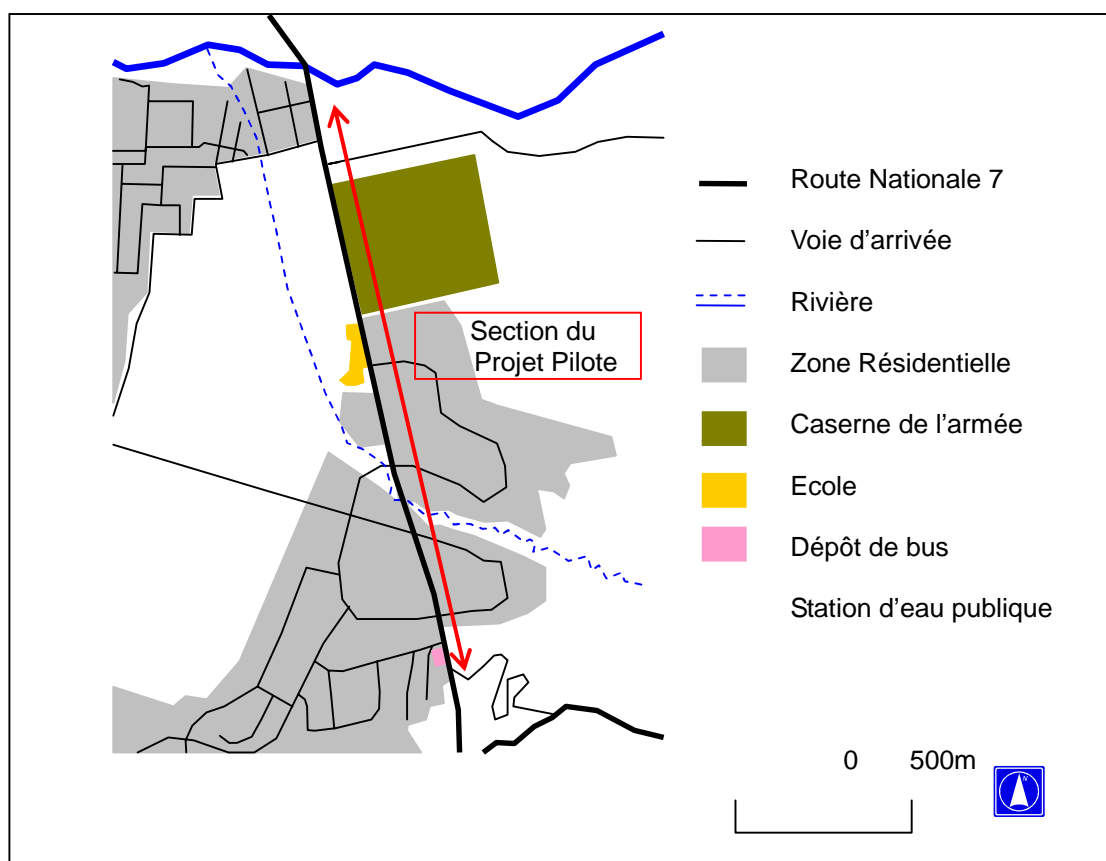 Route Nationale 7
Voie d'arrivée
Rivière
Section du
Projet Pilote
Zone Résidentielle
Caserne de l'armée
Ecole
Dépôt de bus
Station d'eau publique
0 500m
N